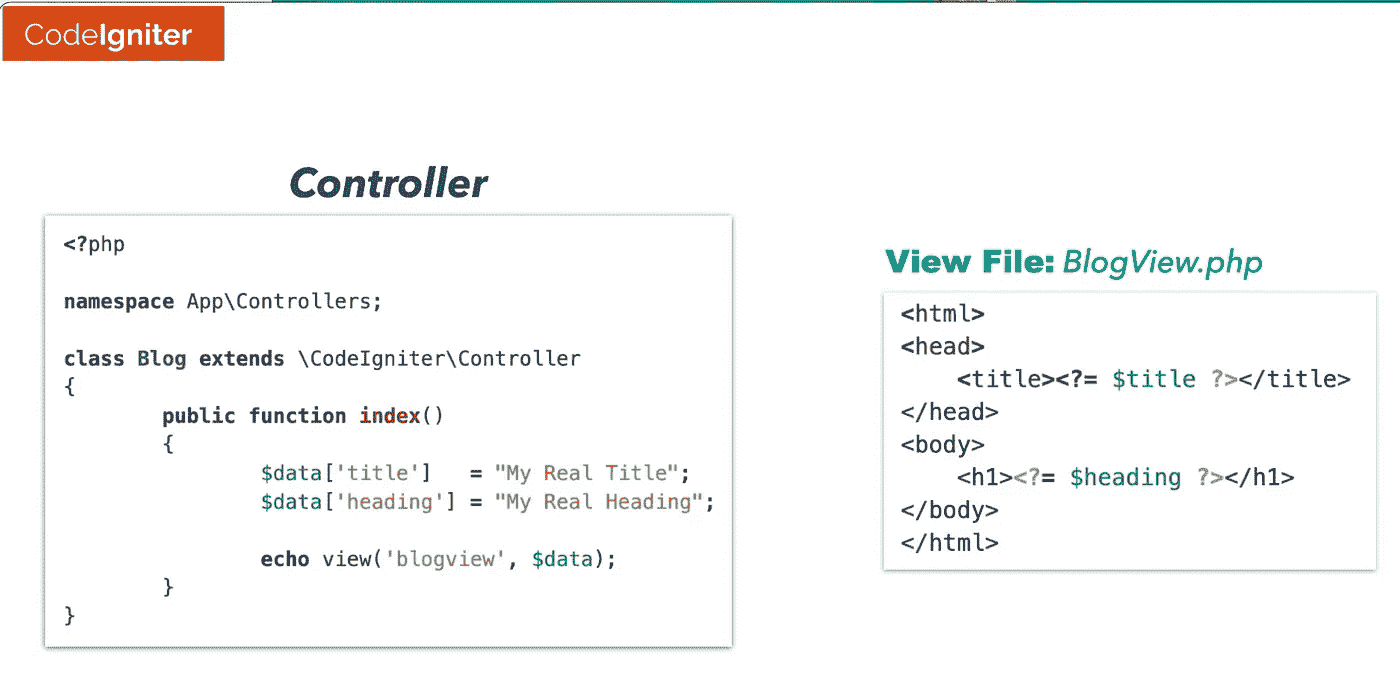 CodeIgniter
Controller
<?php
namespace App\Controllers;
class Blog extends \CodeIgniter\Controller
{
public function index()
{
$data['title']   = "My Real Title";
$data['heading'] = "My Real Heading";
echo view('blogview', $data);
}
}
View File: BlogView.php
<html>
<head>
<title><?= $title ?></title>
</head>
<body>
<h1><?= $heading ?></h1>
</body>
</html>